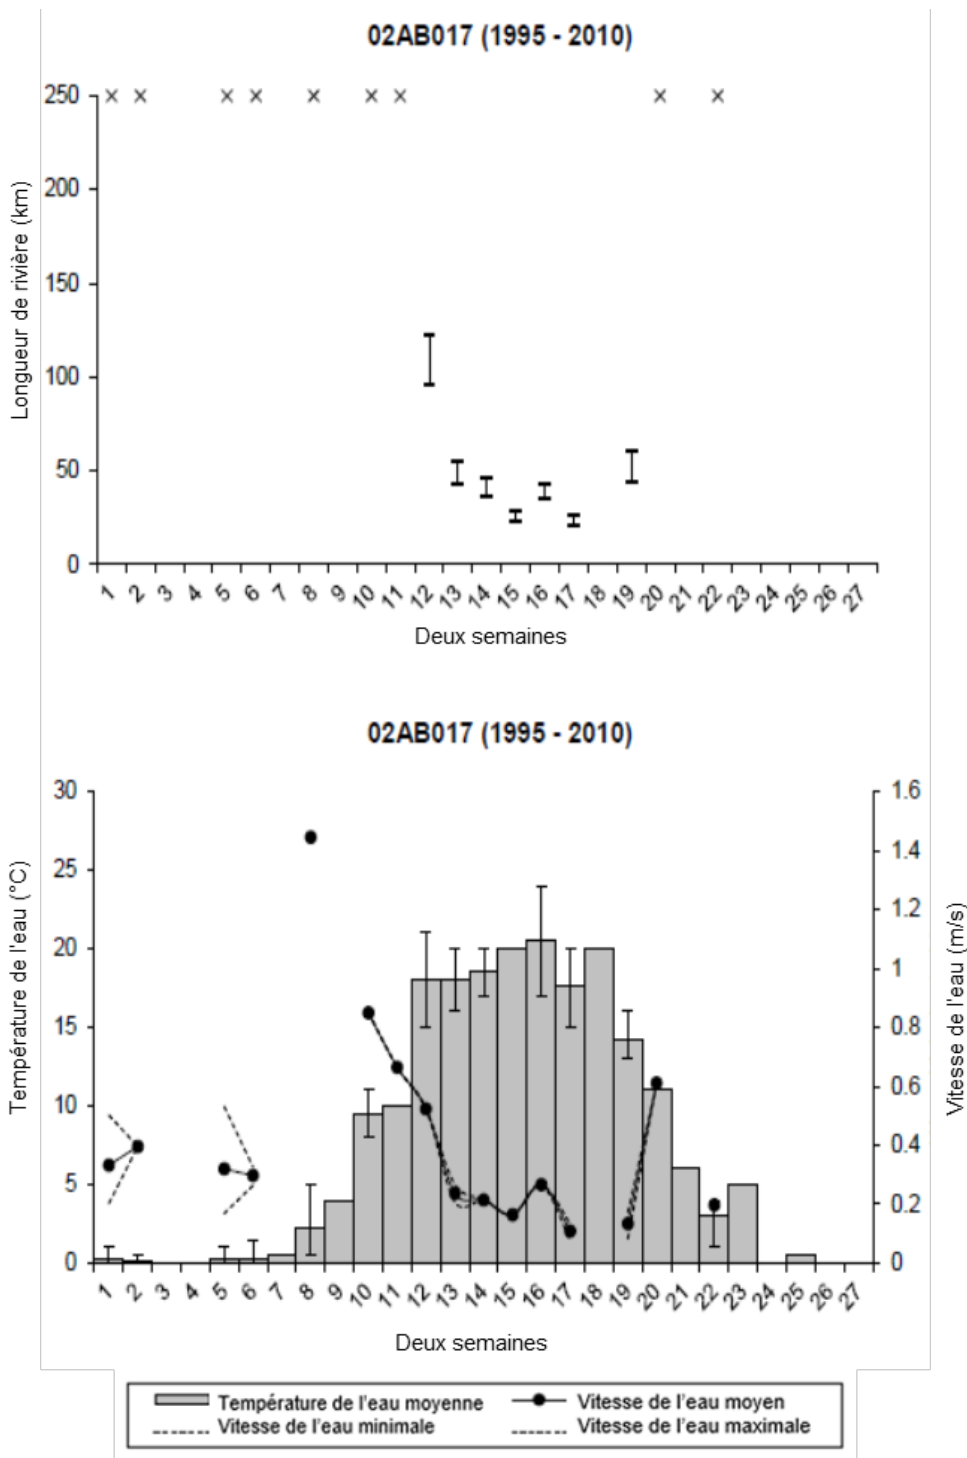 02AB017 (1995 - 2010)
Longueur de rivière (km)
250
200
150
100
50
0
1 2 3 4 5 6 7 8 9 10 11 12 13 14 15 16 17 18 19 20 21 22 23 24 25 26 27
Deux semaines
02AB017 (1995 - 2010)
Température de l'eau (°C)
30
25
20
15
10
5
0
1.6
1.4
1.2
1
0.8
0.6
0.4
0.2
0
Vitesse de l'eau (m/s)
1 2 3 4 5 6 7 8 9 10 11 12 13 14 15 16 17 18 19 20 21 22 23 24 25 26 27
Deux semaines
Température de l'eau moyenne
Vitesse de l'eau moyen
Vitesse de l'eau minimale
Vitesse de l'eau maximale